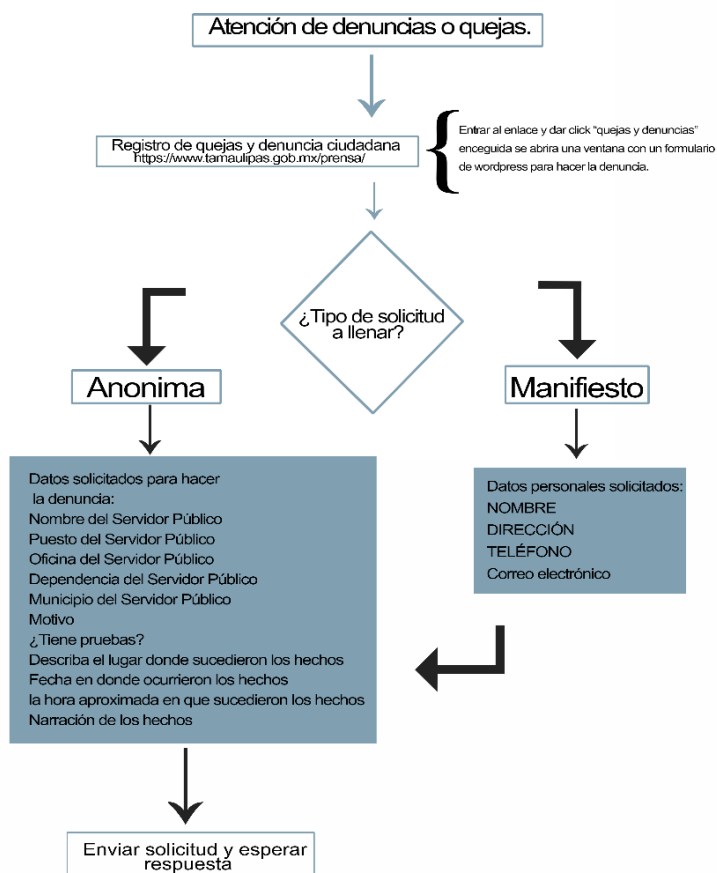 Atención de denuncias o quejas.
Registro de quejas y denuncia ciudadana
https://www.tamaulipas.gob.mx/prensa/
Entrar al enlace y dar click "quejas y denuncias"
enceguida se abrira una ventana con un formulario
de wordpress para hacer la denuncia.
¿Tipo de solicitud
a llenar?
Anonima
Manifiesto
Datos solicitados para hacer
la denuncia:
Nombre del Servidor Público
Puesto del Servidor Público
Oficina del Servidor Público
Dependencia del Servidor Público
Municipio del Servidor Público
Motivo
¿Tiene pruebas?
Describa el lugar donde sucedieron los hechos
Fecha en donde ocurrieron los hechos
la hora aproximada en que sucedieron los hechos
Narración de los hechos
Datos personales solicitados:
NOMBRE
DIRECCIÓN
TELÉFONO
Correo electrónico
Enviar solicitud y esperar
respuesta